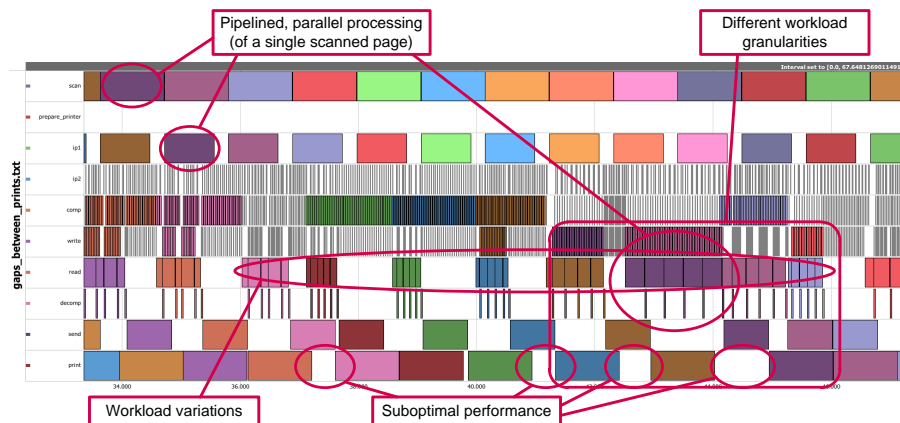 Pipelined, parallel processing
(of a single scanned page)
Different workload
granularities
Interval set to [0.0, 67.6481269011491
gaps_between_prints.txt
scan
prepare_printer
ip1
ip2
comp
write
read
decomp
send
print
34.000
36.000
40.000
Workload variations
Suboptimal performance